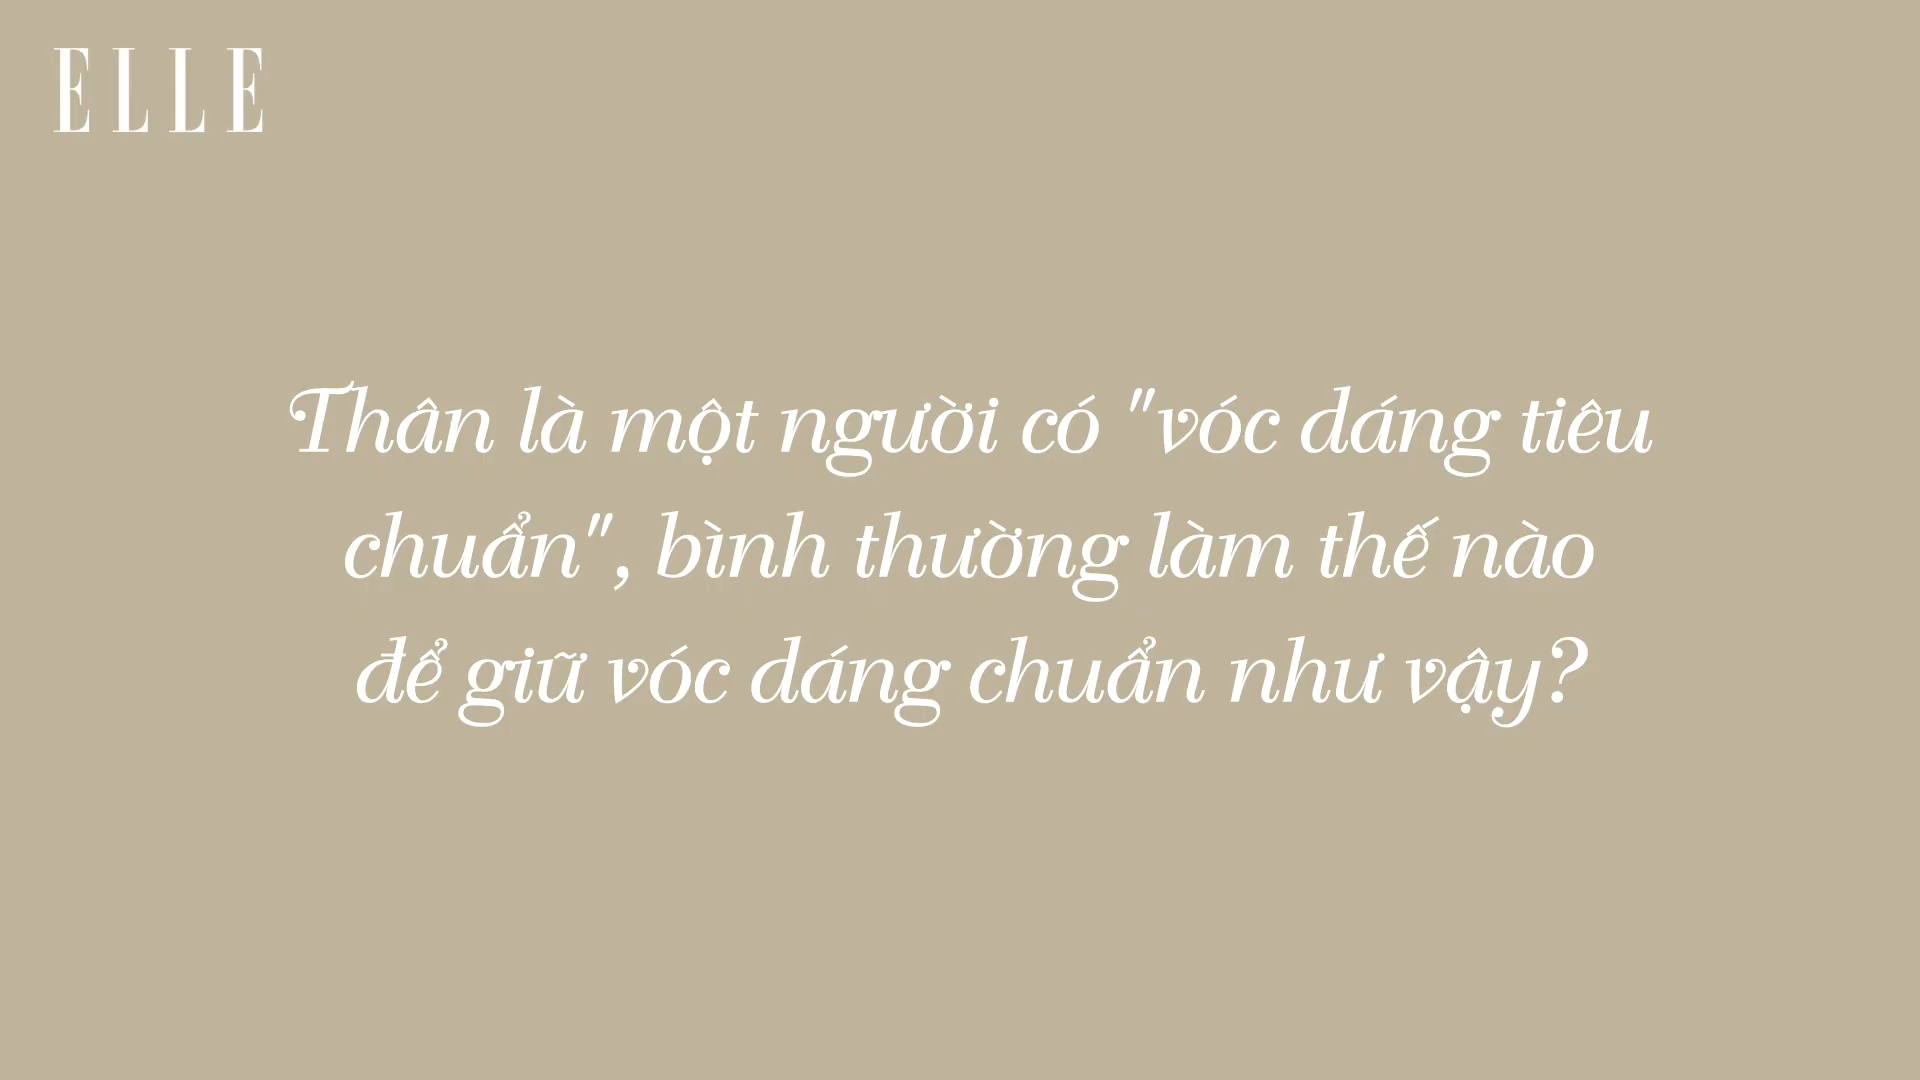 ELLE
Thân là một người có "vóc dáng tiêu
chuẩn", bình thường làm thế nào
để giữ vóc dáng chuẩn như vậy?